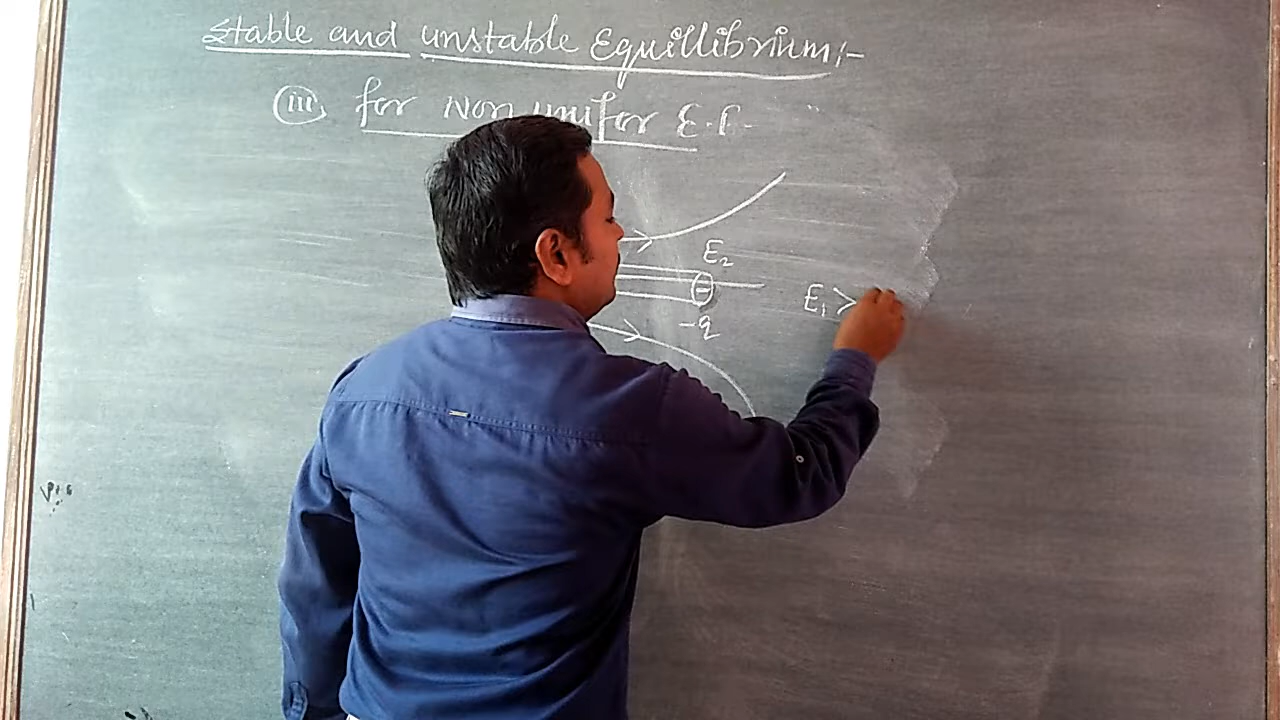 Stable and unstable Equillibrium:-
(iii) for Non unifor E.F.
E₂
E₁ >
-q